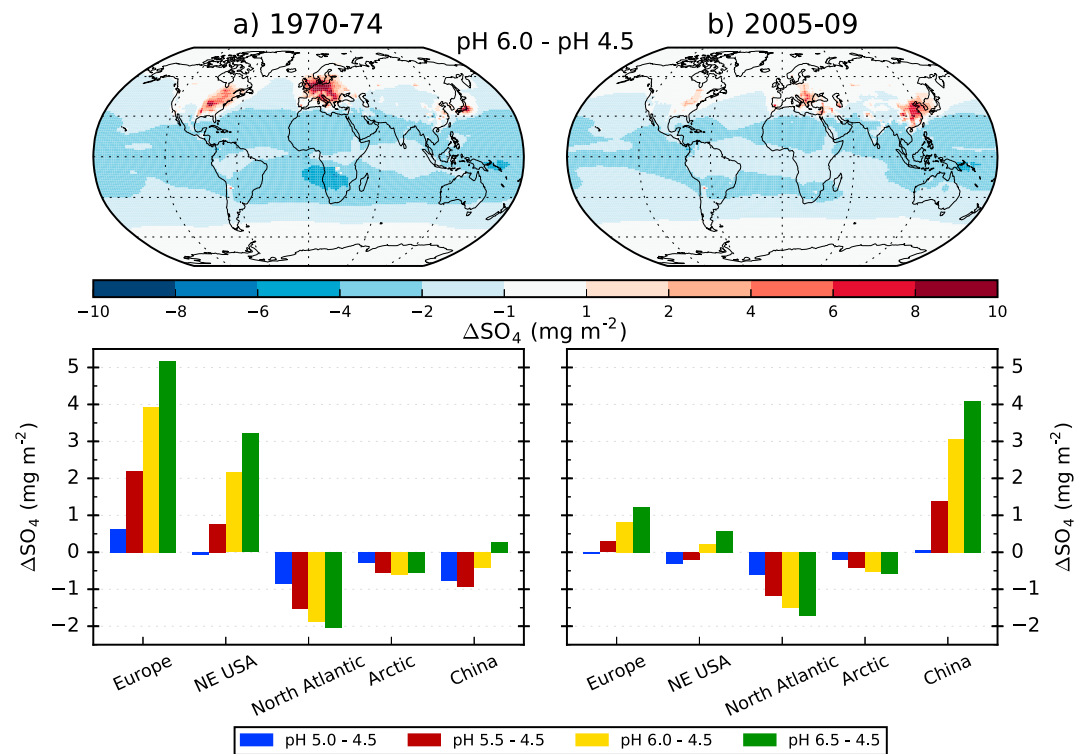 a) 1970-74
b) 2005-09
pH 6.0 - pH 4.5
−10 −8 −6 −4 −2 −1 1 2 4 6 8 10
ΔSO₄ (mg m⁻²)
5
4
3
2
1
0
−1
−2
ΔSO₄ (mg m⁻²)
Europe
NE USA
North Atlantic
Arctic
China
5
4
3
2
1
0
−1
−2
ΔSO₄ (mg m⁻²)
Europe
NE USA
North Atlantic
Arctic
China
pH 5.0 - 4.5 pH 5.5 - 4.5 pH 6.0 - 4.5 pH 6.5 - 4.5